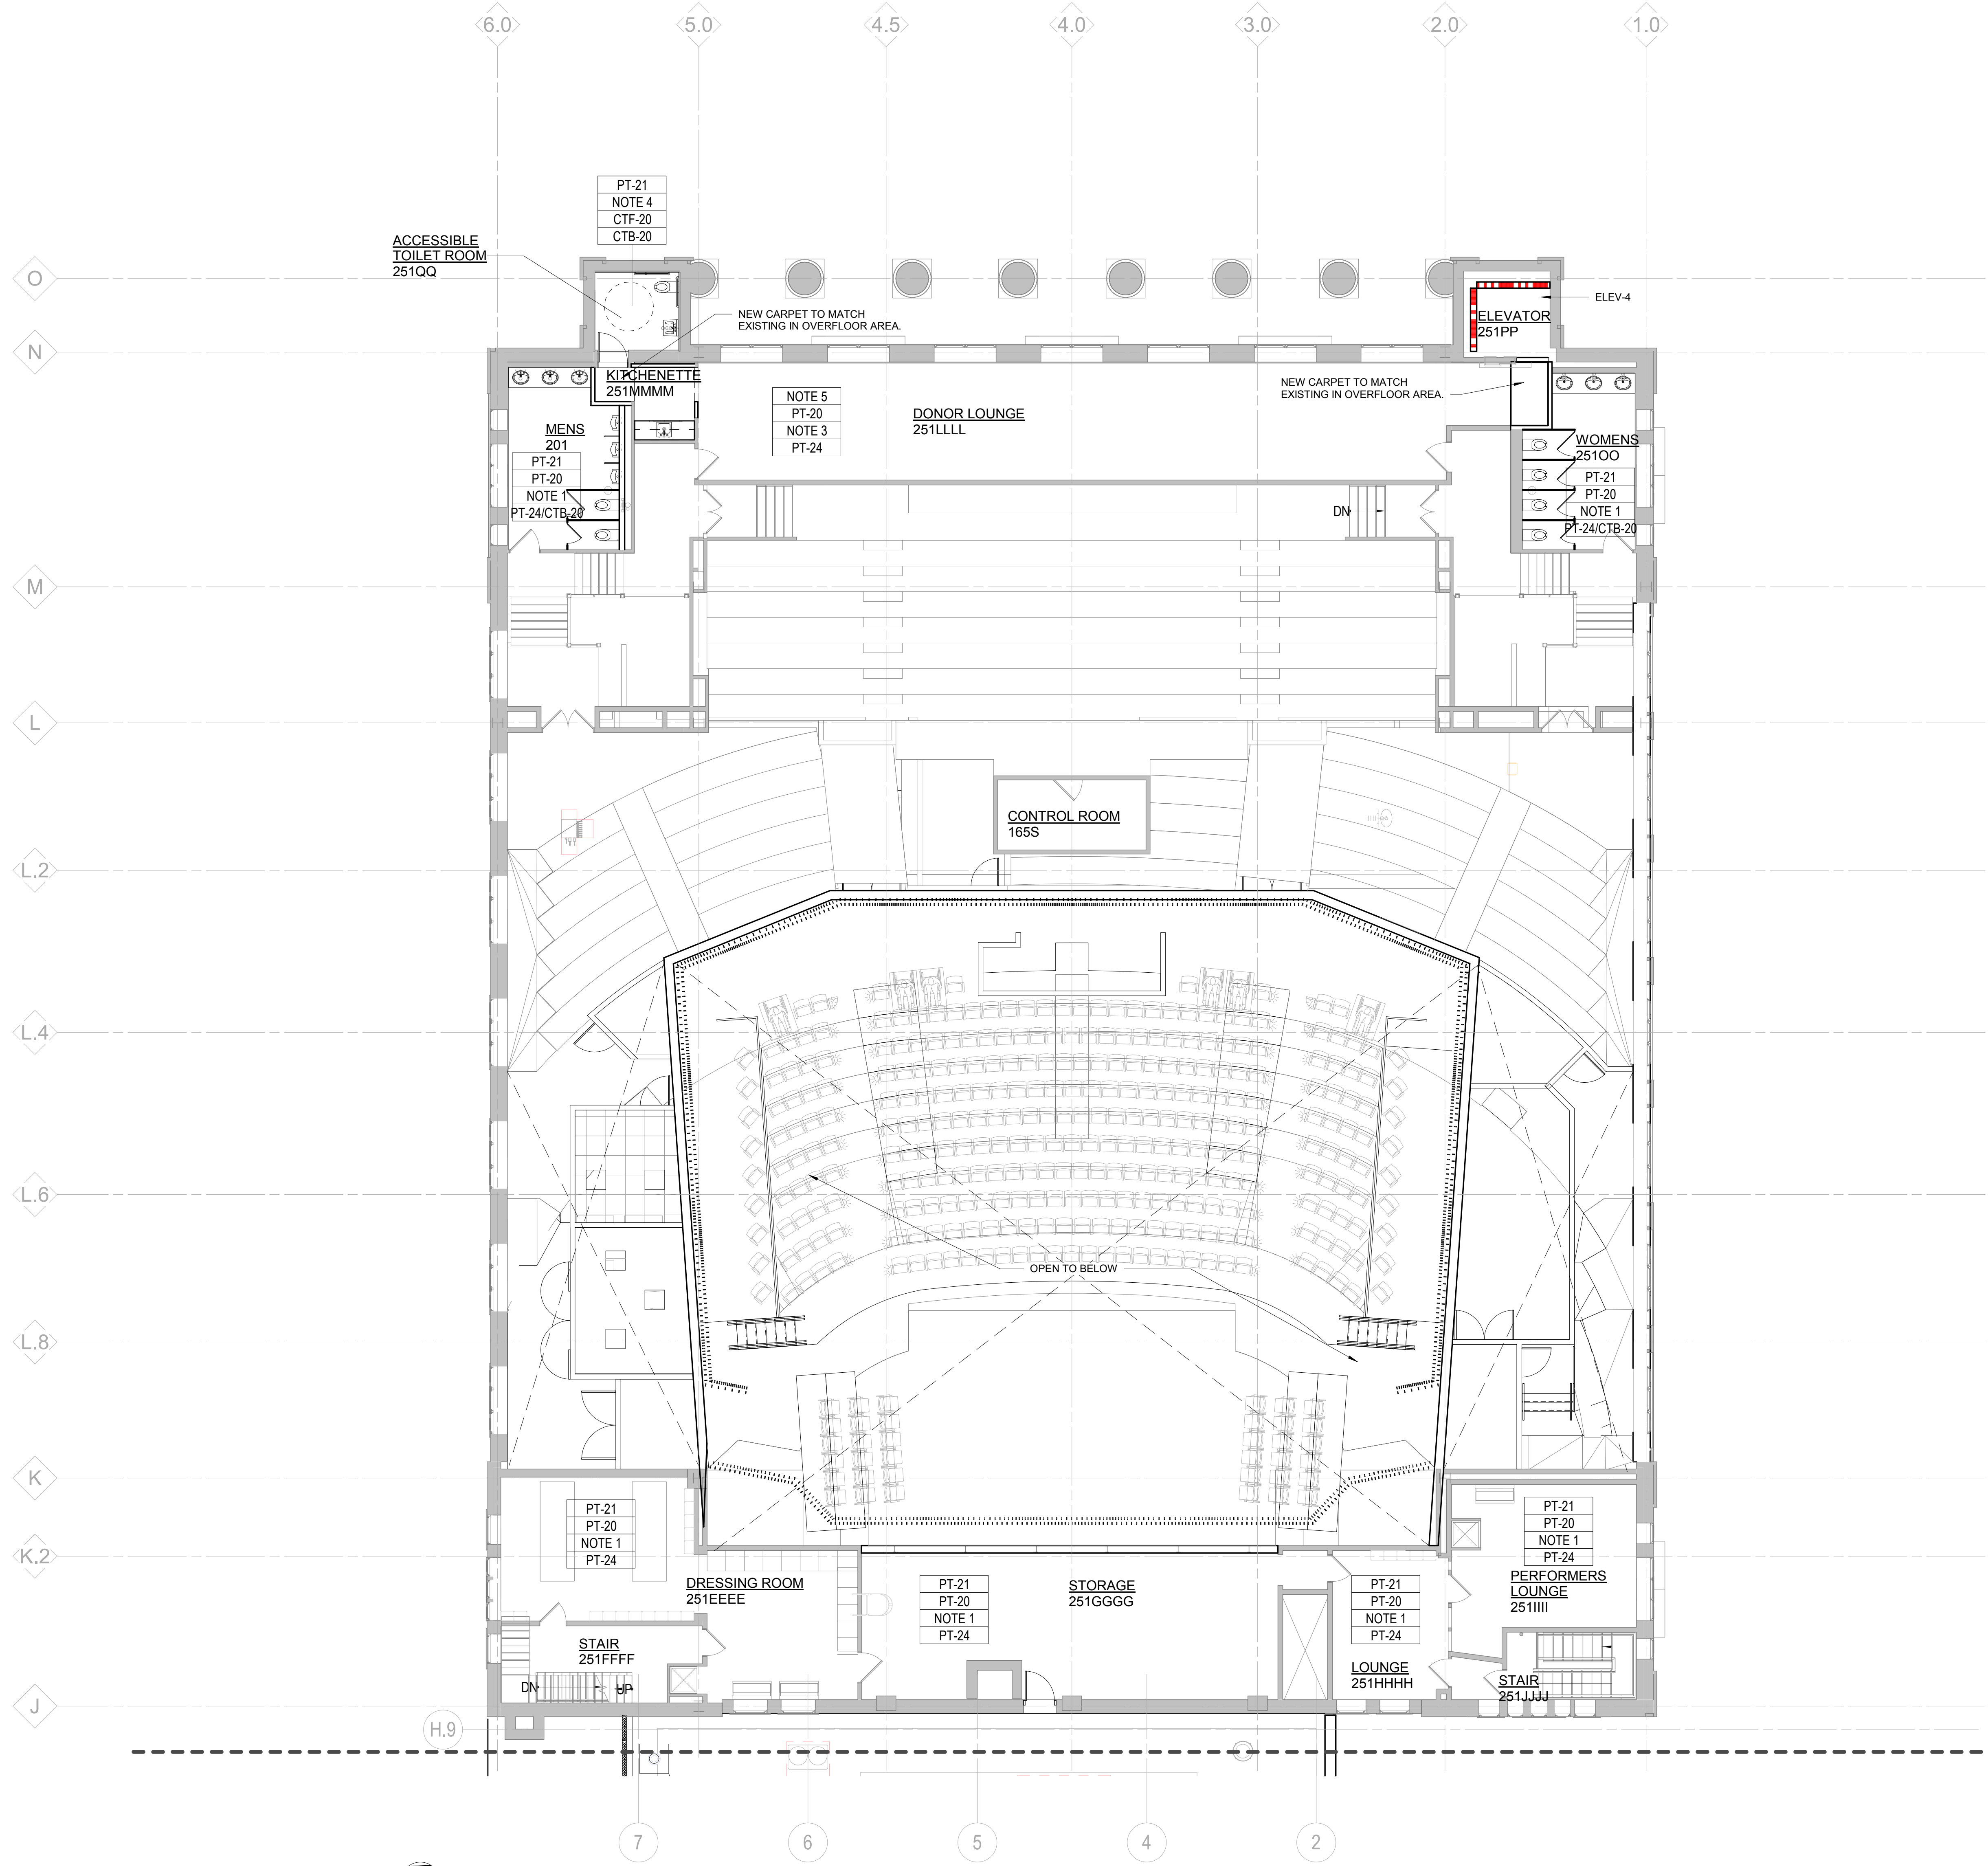 6.0
5.0
4.5
4.0
3.0
2.0
1.0
PT-21
NOTE 4
CTF-20
CTB-20
ACCESSIBLE
TOILET ROOM
251QQ
O
ELEV-4
NEW CARPET TO MATCH
EXISTING IN OVERFLOOR AREA.
ELEVATOR
251PP
N
KITCHENETTE
251MMMM
NEW CARPET TO MATCH
EXISTING IN OVERFLOOR AREA.
NOTE 5
PT-20
NOTE 3
PT-24
DONOR LOUNGE
251LLLL
MENS
201
PT-21
PT-20
NOTE 1
PT-24/CTB-20
WOMENS
251OO
PT-21
PT-20
NOTE 1
PT-24/CTB-20
DN
M
L
CONTROL ROOM
165S
L.2
L.4
L.6
OPEN TO BELOW
L.8
K
PT-21
PT-20
NOTE 1
PT-24
PT-21
PT-20
NOTE 1
PT-24
K.2
DRESSING ROOM
251EEEE
PT-21
PT-20
NOTE 1
PT-24
STORAGE
251GGGG
PT-21
PT-20
NOTE 1
PT-24
PERFORMERS
LOUNGE
251IIII
STAIR
251FFFF
LOUNGE
251HHHH
STAIR
251JJJJ
DN
UP
J
H.9
7
6
5
4
2